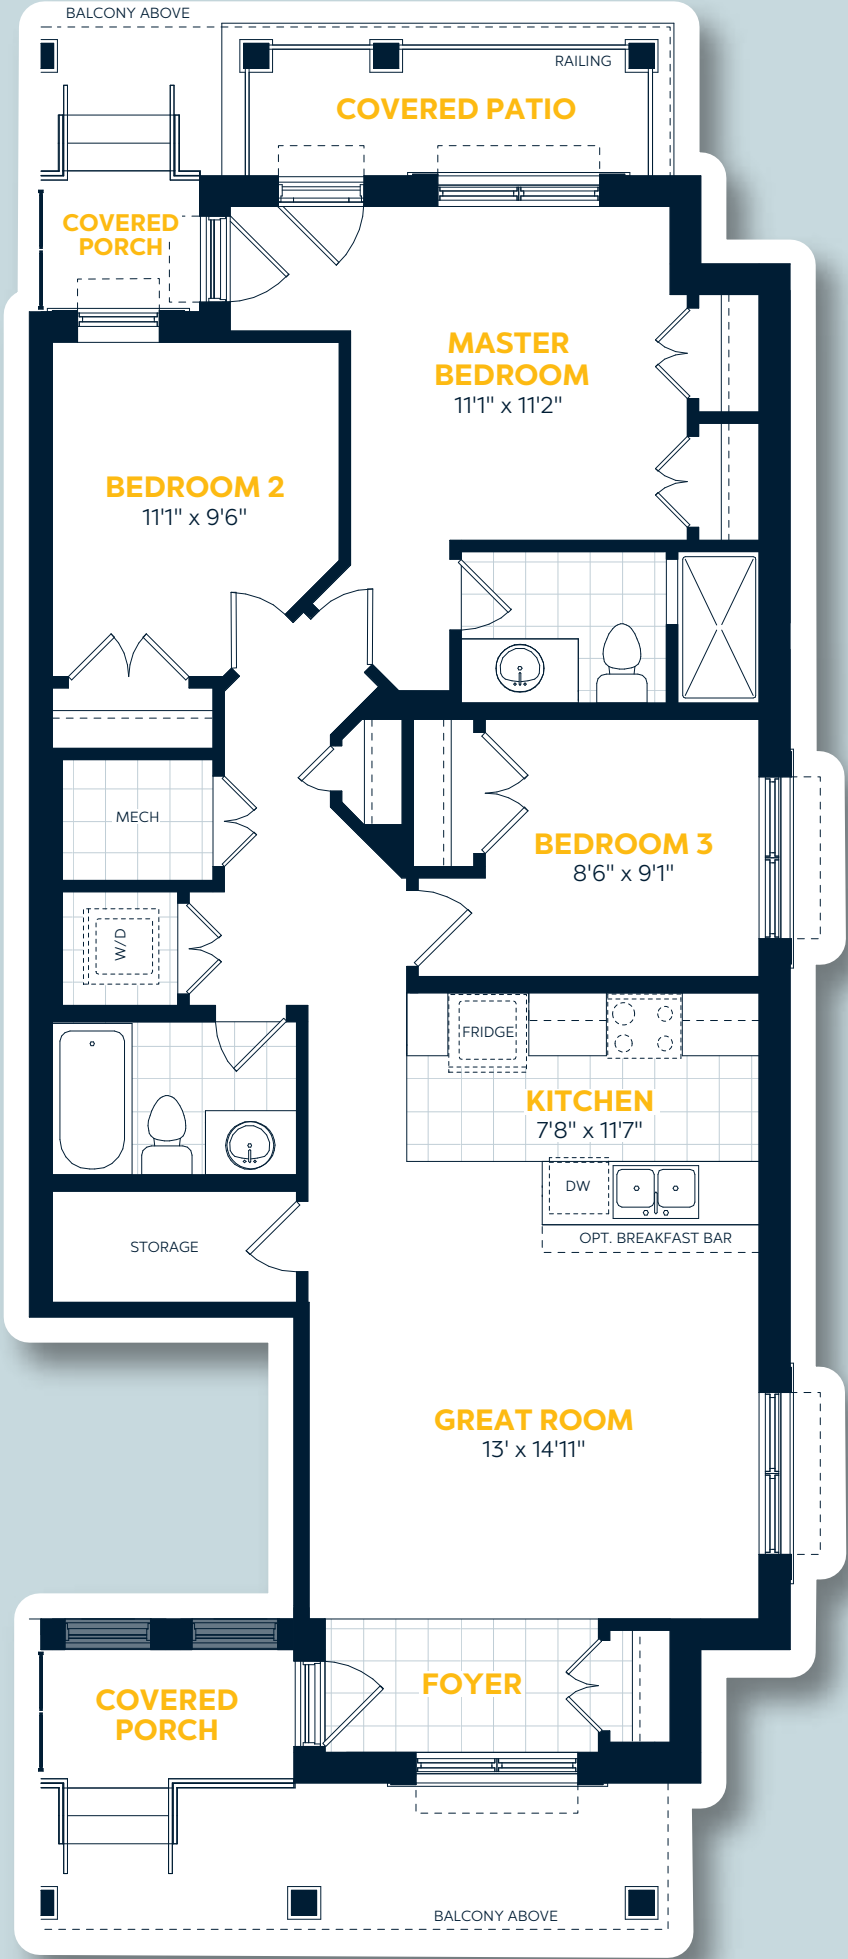 BALCONY ABOVE
RAILING
COVERED PATIO
COVERED
PORCH
MASTER
BEDROOM
11'1" x 11'2"
BEDROOM 2
11'1" x 9'6"
MECH
BEDROOM 3
8'6" x 9'1"
W/D
FRIDGE
KITCHEN
7'8" x 11'7"
DW
OPT. BREAKFAST BAR
STORAGE
GREAT ROOM
13' x 14'11"
FOYER
COVERED
PORCH
BALCONY ABOVE